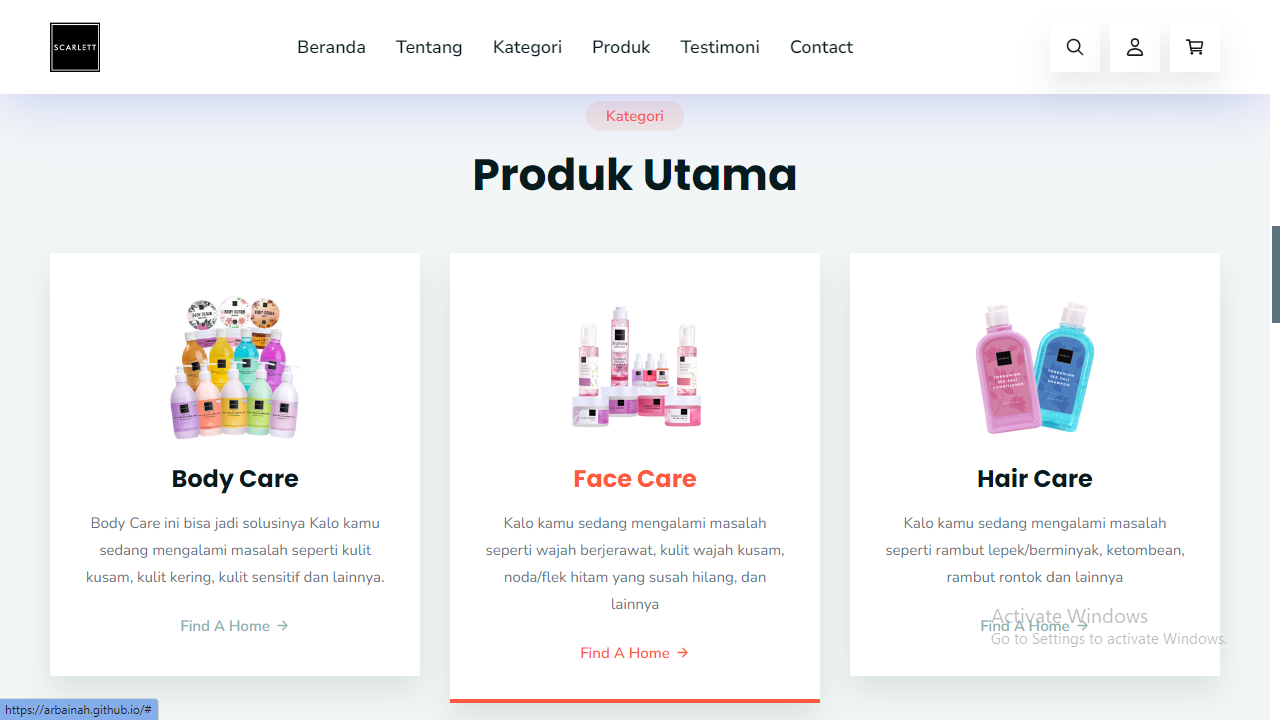 SCARLETT
Beranda Tentang Kategori Produk Testimoni Contact
Kategori
Produk Utama
Body Care
Body Care ini bisa jadi solusinya Kalo kamu
sedang mengalami masalah seperti kulit
kusam, kulit kering, kulit sensitif dan lainnya.
Find A Home →
Face Care
Kalo kamu sedang mengalami masalah
seperti wajah berjerawat, kulit wajah kusam,
noda/flek hitam yang susah hilang, dan
lainnya
Find A Home →
Hair Care
Kalo kamu sedang mengalami masalah
seperti rambut lepek/berminyak, ketombean,
rambut rontok dan lainnya
Find A Home →
Activate Windows
Go to Settings to activate Windows.
https://arbainah.github.io/#